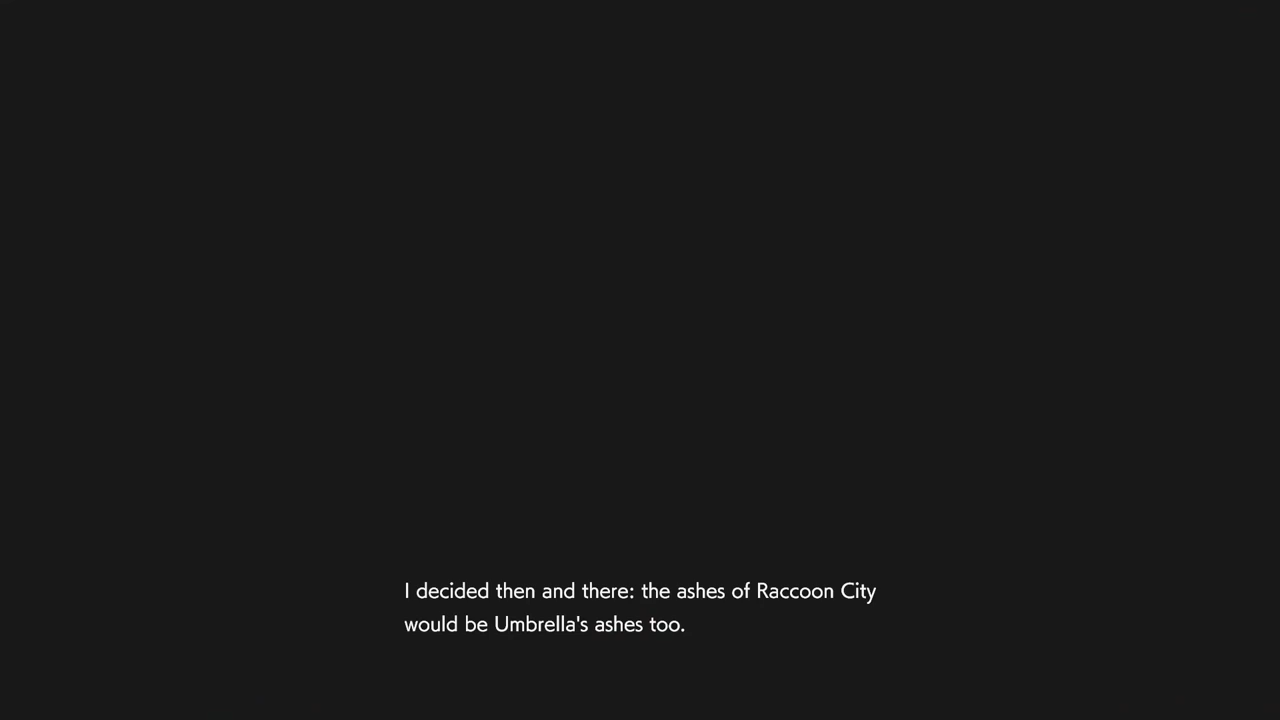 I decided then and there: the ashes of Raccoon City
would be Umbrella's ashes too.